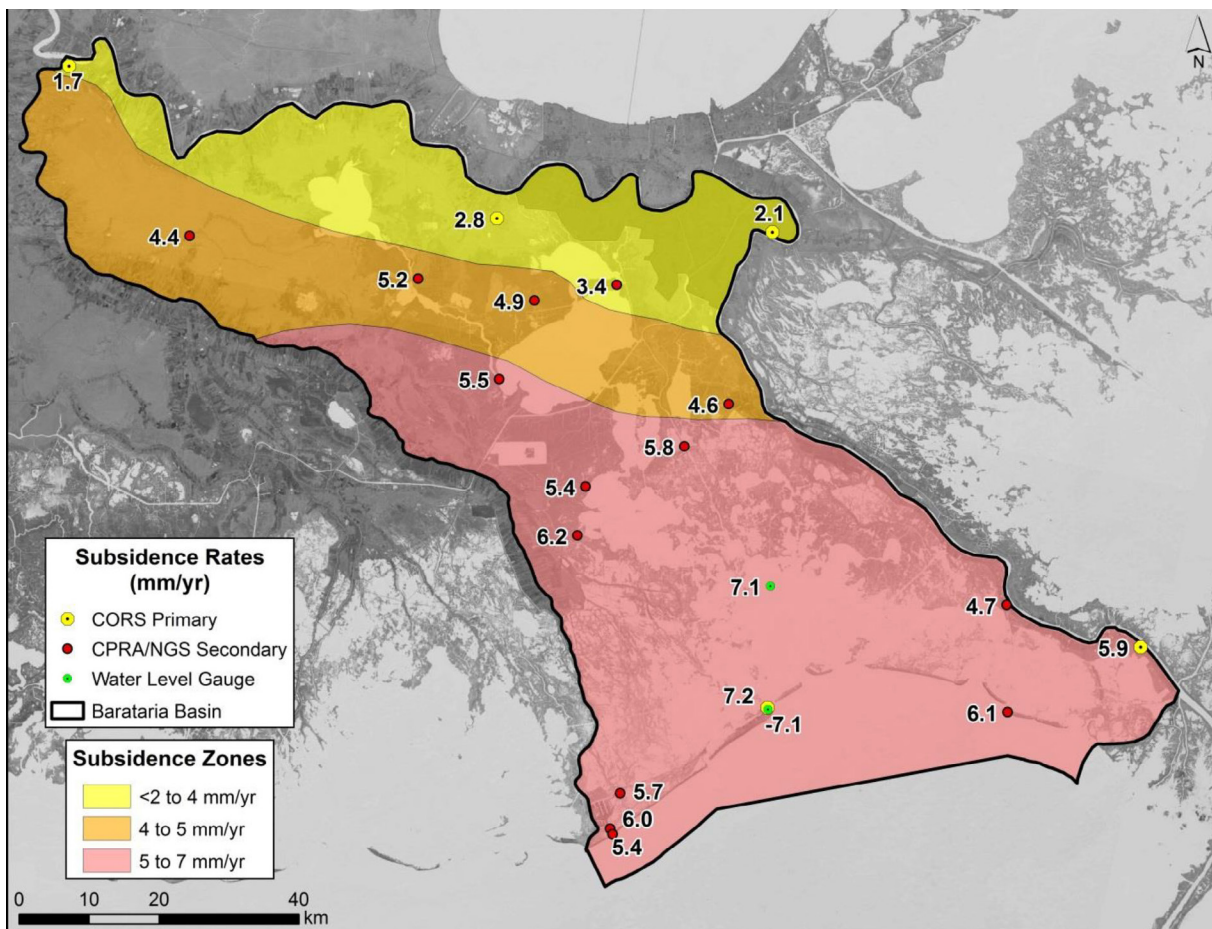 N
1.7
2.8
2.1
4.4
5.2
4.9
3.4
5.5
4.6
5.8
5.4
6.2
7.1
4.7
5.9
7.2
-7.1
6.1
5.7
6.0
5.4
Subsidence Rates
(mm/yr)
CORS Primary
CPRA/NGS Secondary
Water Level Gauge
Barataria Basin
Subsidence Zones
<2 to 4 mm/yr
4 to 5 mm/yr
5 to 7 mm/yr
0 10 20 40
km